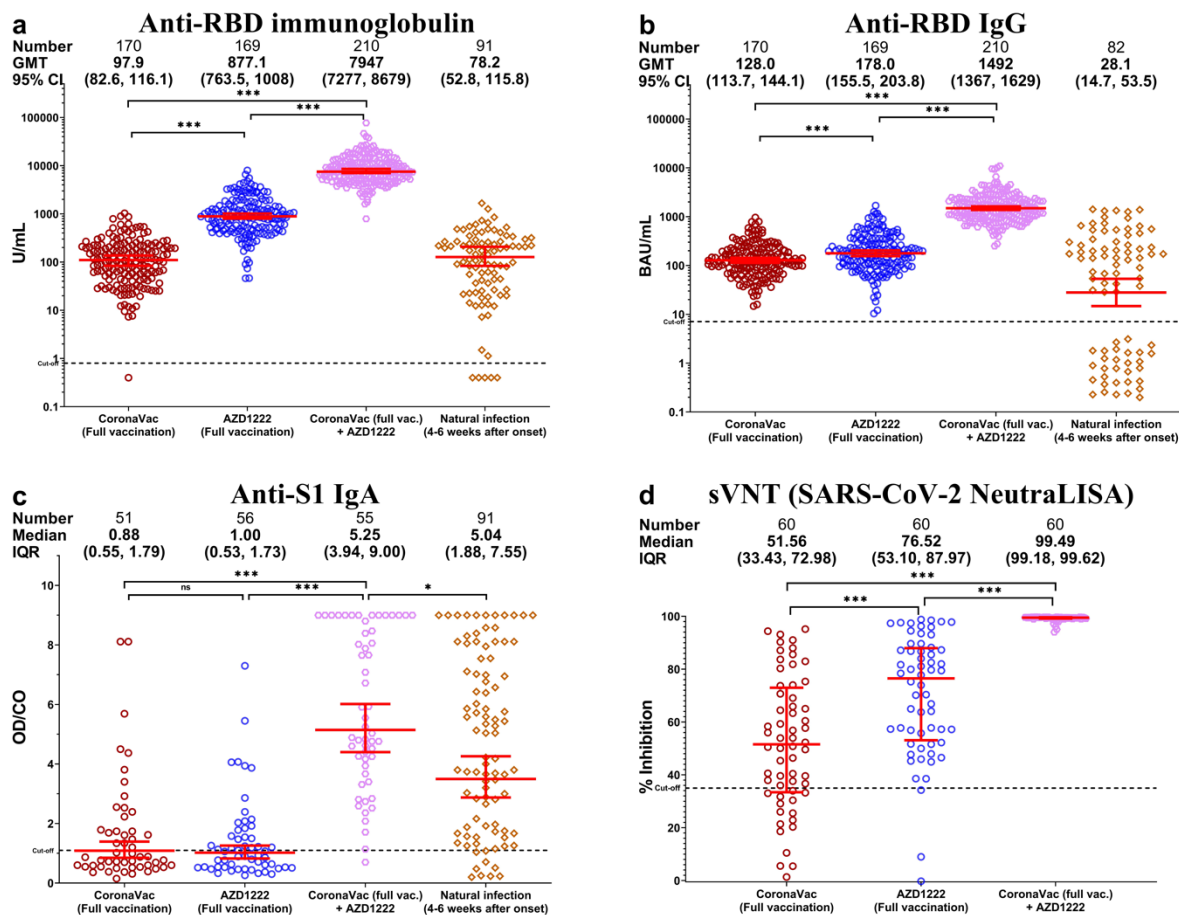 a Anti-RBD immunoglobulin
Number 170 169 210 91
GMT 97.9 877.1 7947 78.2
95% CI (82.6, 116.1) (763.5, 1008) (7277, 8679) (52.8, 115.8)
***
***
***
100000
10000
1000
100
10
1
Cut-off
0.1
U/mL
CoronaVac
(Full vaccination)
AZD1222
(Full vaccination)
CoronaVac (full vac.)
+ AZD1222
Natural infection
(4-6 weeks after onset)
b Anti-RBD IgG
Number 170 169 210 82
GMT 128.0 178.0 1492 28.1
95% CI (113.7, 144.1) (155.5, 203.8) (1367, 1629) (14.7, 53.5)
***
***
***
100000
10000
1000
100
10
Cut-off
1
0.1
BAU/mL
CoronaVac
(Full vaccination)
AZD1222
(Full vaccination)
CoronaVac (full vac.)
+ AZD1222
Natural infection
(4-6 weeks after onset)
c Anti-S1 IgA
Number 51 56 55 91
Median 0.88 1.00 5.25 5.04
IQR (0.55, 1.79) (0.53, 1.73) (3.94, 9.00) (1.88, 7.55)
***
ns *** *
10
8
6
4
2
Cut-off
0
OD/CO
CoronaVac
(Full vaccination)
AZD1222
(Full vaccination)
CoronaVac (full vac.)
+ AZD1222
Natural infection
(4-6 weeks after onset)
d sVNT (SARS-CoV-2 NeutraLISA)
Number 60 60 60
Median 51.56 76.52 99.49
IQR (33.43, 72.98) (53.10, 87.97) (99.18, 99.62)
***
***
***
100
80
60
40
Cut-off
20
0
% Inhibition
CoronaVac
(Full vaccination)
AZD1222
(Full vaccination)
CoronaVac (full vac.)
+ AZD1222